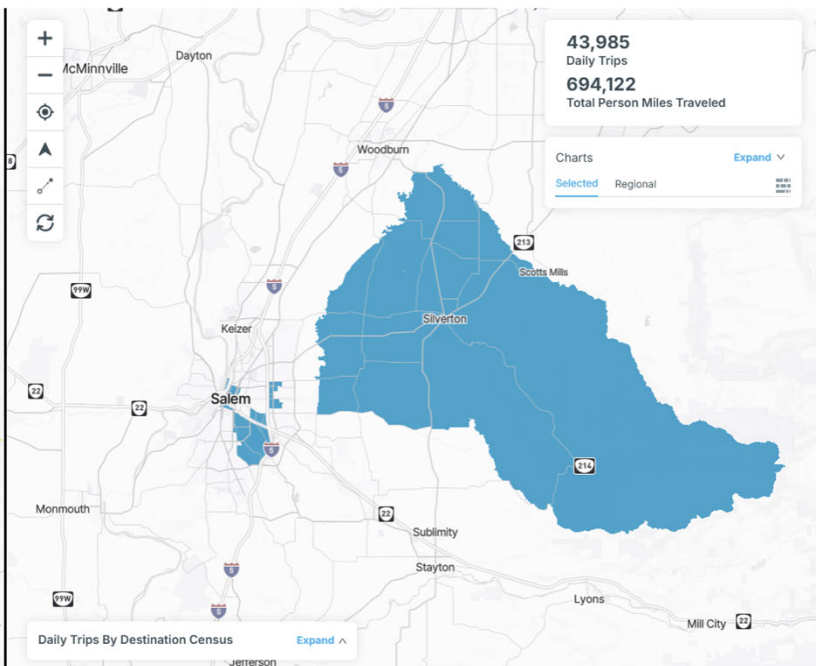 43,985
Daily Trips
694,122
Total Person Miles Traveled
Charts
Expand
Selected
Regional
Dayton
McMinnville
5
Woodburn
5
8
213
Scotts Mills
5
99W
Silverton
Keizer
22
Salem
22
5
214
Monmouth
22
Sublimity
Stayton
5
99W
Lyons
5
Mill City
22
Daily Trips By Destination Census
Expand
Jefferson